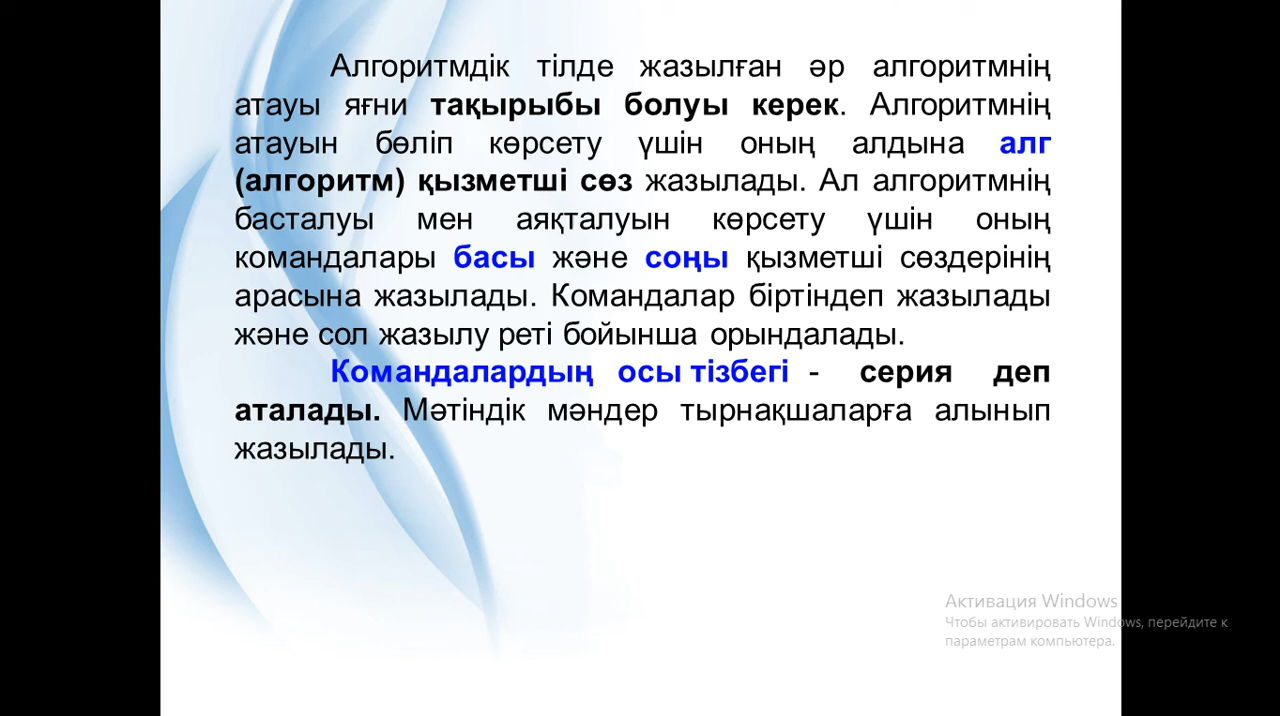 Алгоритмдік тілде жазылған әр алгоритмнің
атауы яғни тақырыбы болуы керек. Алгоритмнің
атауын бөліп көрсету үшін оның алдына алг
(алгоритм) қызметші сөз жазылады. Ал алгоритмнің
басталуы мен аяқталуын көрсету үшін оның
командалары басы және соңы қызметші сөздерінің
арасына жазылады. Командалар біртіндеп жазылады
және сол жазылу реті бойынша орындалады.
Командалардың осы тізбегі - серия деп
аталады. Мәтіндік мәндер тырнақшаларға алынып
жазылады.
Активация Windows
Чтобы активировать Windows, перейдите к
параметрам компьютера.